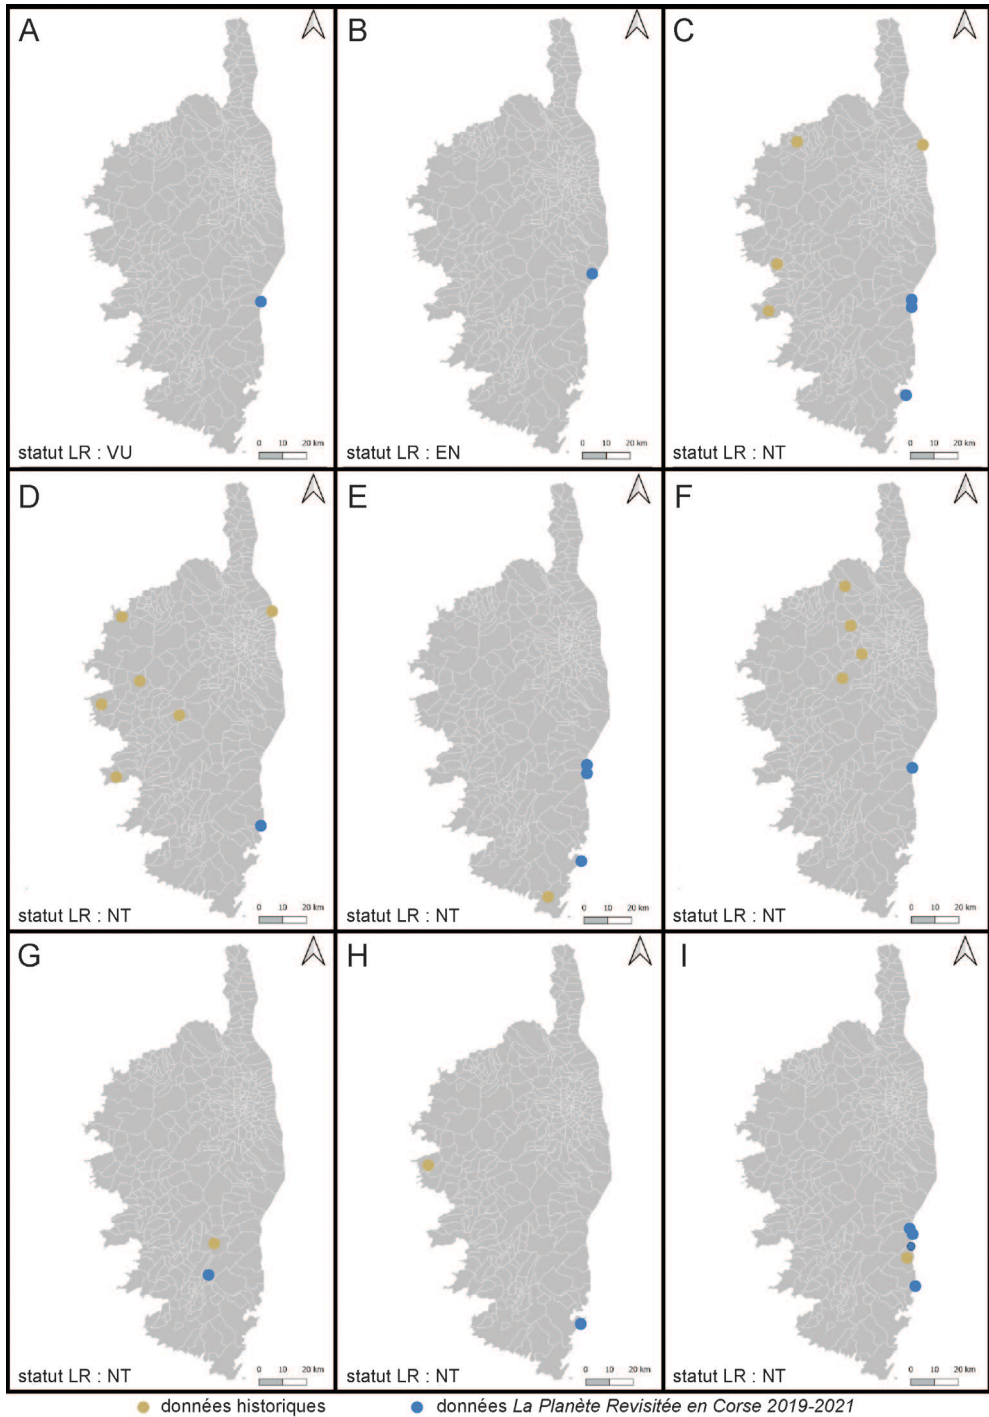 A
statut LR : VU
0 10 20 km
B
statut LR : EN
0 10 20 km
C
statut LR : NT
0 10 20 km
D
statut LR : NT
0 10 20 km
E
statut LR : NT
0 10 20 km
F
statut LR : NT
0 10 20 km
G
statut LR : NT
0 10 20 km
H
statut LR : NT
0 10 20 km
I
statut LR : NT
0 10 20 km
données historiques
données La Planète Revisitée en Corse 2019-2021